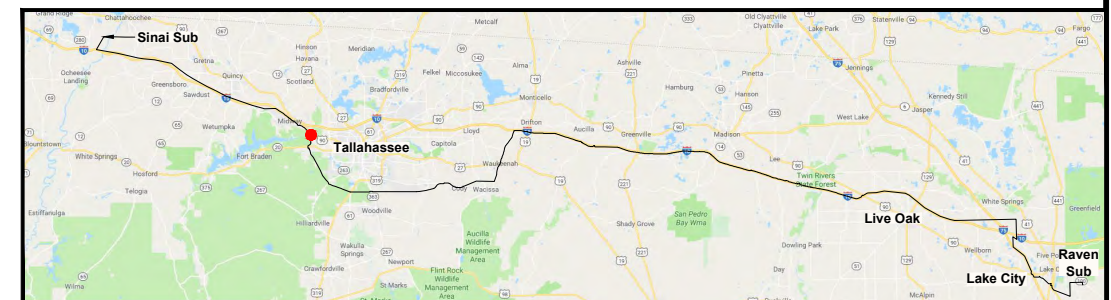 Grand Ridge
Chattahoochee
Metcalf
Old Clyattville
Clyattville
Lake Park
Statenville
Fargo
Sinai Sub
Hinson
Havana
Meridian
Ashville
Jennings
Gretna
Quincy
Scotland
Felkel
Miccosukee
Alma
Pinetta
Ocheesee
Landing
Greensboro
Sawdust
Bradfordville
Monticello
Hamburg
Hanson
Kennedy Still
Jasper
West Lake
Midway
Wetumpka
Lloyd
Drifton
Aucilla
Greenville
Madison
Blountstown
White Springs
Fort Braden
Tallahassee
Capitola
Waukeenah
Lee
Hosford
Telogia
Cody
Wacissa
Twin Rivers
State Forest
White Springs
Estiffanulga
Woodville
Hilliardville
Shady Grove
San Pedro
Bay Wma
Live Oak
Greenfield
Aucilla
Wildlife
Management
Area
Wakulla
Springs
Newport
Dowling Park
Wellborn
Five Po
Raven
Sub
Crawfordville
Flint Rock
Wildlife
Management
Area
Day
Lake City
Lake C
Wilma
St Marks
McAlpin